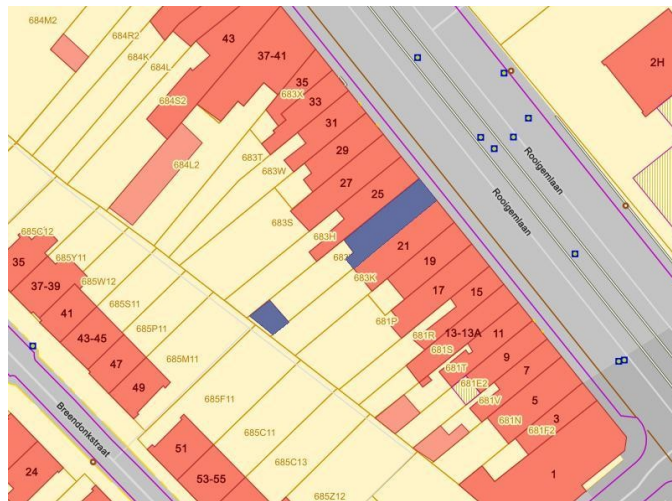 684M2
684R2
684K
684L
43
37-41
2H
684S2
35
683X
33
31
29
684L2
683T
683W
27
25
683S
683H
683
683K
21
19
17
15
681P
681R
13-13A
11
681S
9
681T
7
681E2
681V
5
681N
3
681F2
1
Rooigemlaan
Rooigemlaan
685C12
35
685Y11
37-39
685W12
41
685S11
43-45
685P11
47
685M11
49
685F11
685C11
51
685C13
53-55
685Z12
24
Breendonkstraat